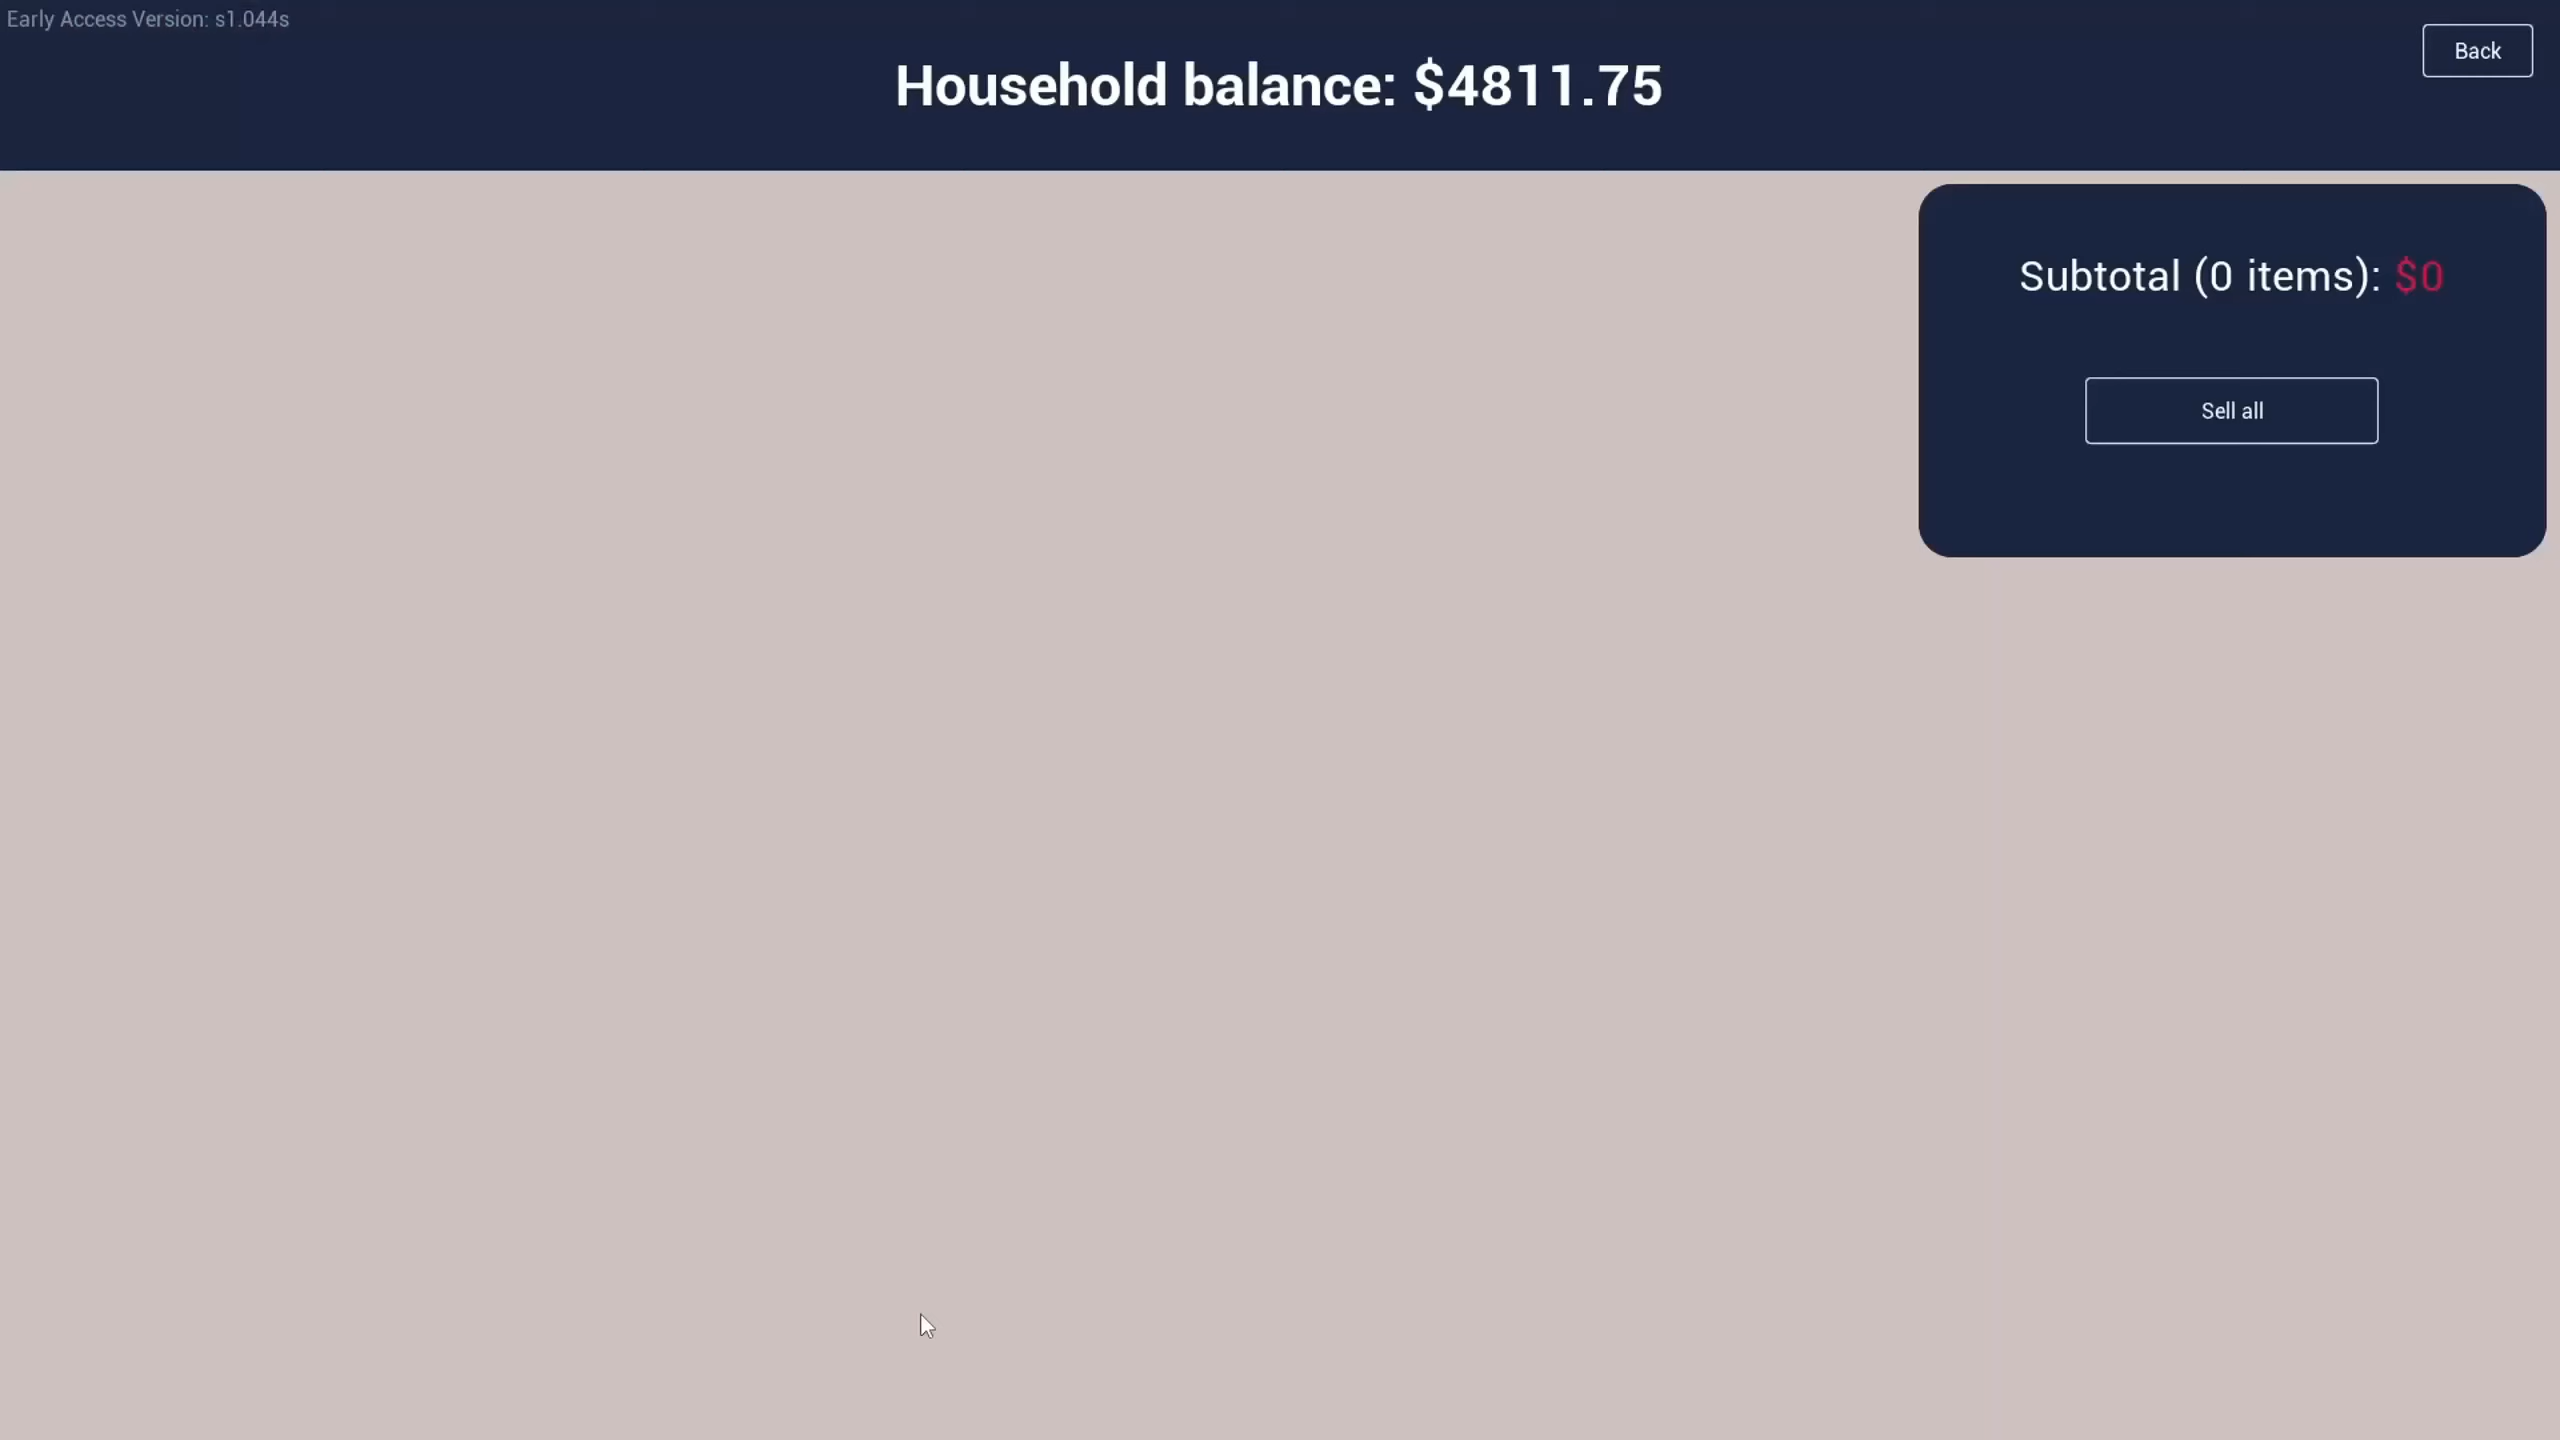 Early Access Version: s1.044s
Back
Household balance: $4811.75
Subtotal (0 items): $0
Sell all